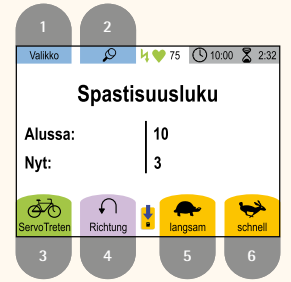 1 2
Valikko 75 10:00 2:32
Spastisuusluku
Alussa: 10
Nyt: 3
ServoTreten Richtung langsam schnell
3 4 5 6